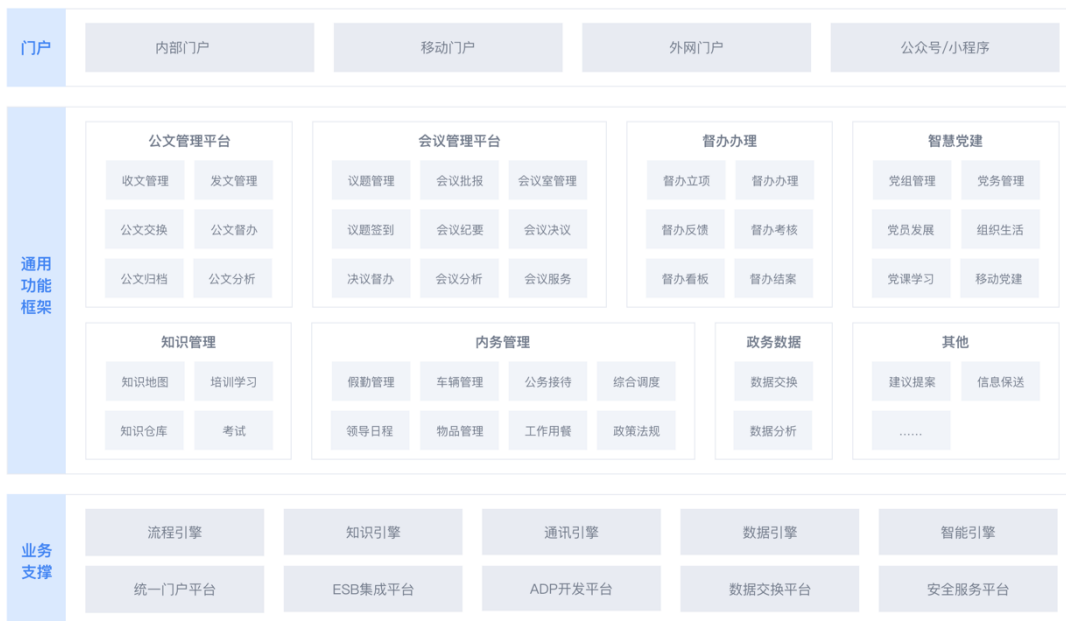 门户
内部门户
移动门户
外网门户
公众号/小程序
通用
功能
框架
公文管理平台
收文管理
发文管理
公文交换
公文督办
公文归档
公文分析
会议管理平台
议题管理
会议批报
会议室管理
议题签到
会议纪要
会议决议
决议督办
会议分析
会议服务
督办办理
督办立项
督办办理
督办反馈
督办考核
督办看板
督办结案
智慧党建
党组管理
党务管理
党员发展
组织生活
党课学习
移动党建
知识管理
知识地图
培训学习
知识仓库
考试
内务管理
假勤管理
车辆管理
公务接待
综合调度
领导日程
物品管理
工作用餐
政策法规
政务数据
数据交换
数据分析
其他
建议提案
信息保送
......
业务
支撑
流程引擎
知识引擎
通讯引擎
数据引擎
智能引擎
统一门户平台
ESB集成平台
ADP开发平台
数据交换平台
安全服务平台